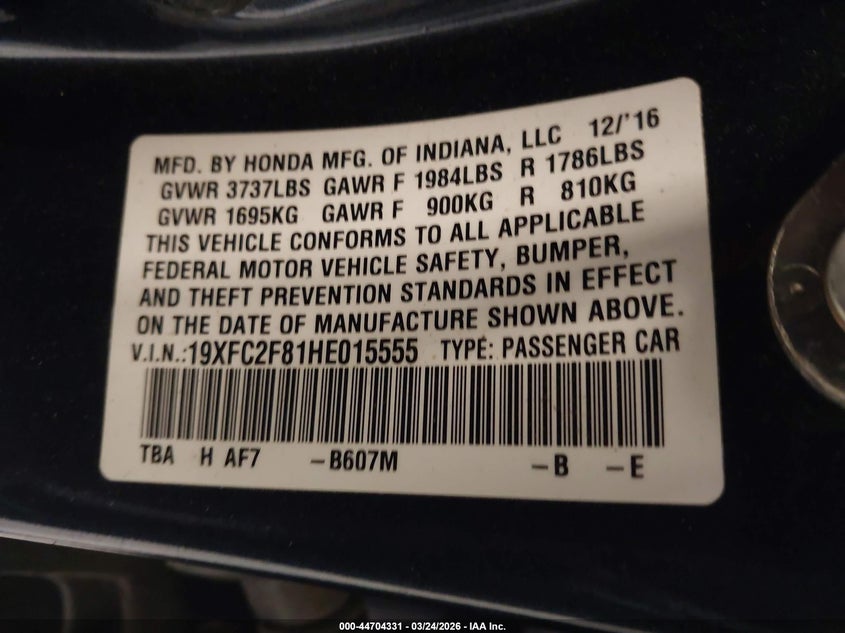 MFD. BY HONDA MFG. OF INDIANA, LLC 12/'16
GVWR 3737LBS GAWR F 1984LBS R 1786LBS
GVWR 1695KG GAWR F 900KG R 810KG
THIS VEHICLE CONFORMS TO ALL APPLICABLE
FEDERAL MOTOR VEHICLE SAFETY, BUMPER,
AND THEFT PREVENTION STANDARDS IN EFFECT
ON THE DATE OF MANUFACTURE SHOWN ABOVE.
V.I.N.:19XFC2F81HE015555 TYPE: PASSENGER CAR
TBA H AF7 -B607M -B -E
000-44704331 - 03/24/2026 - IAA Inc.